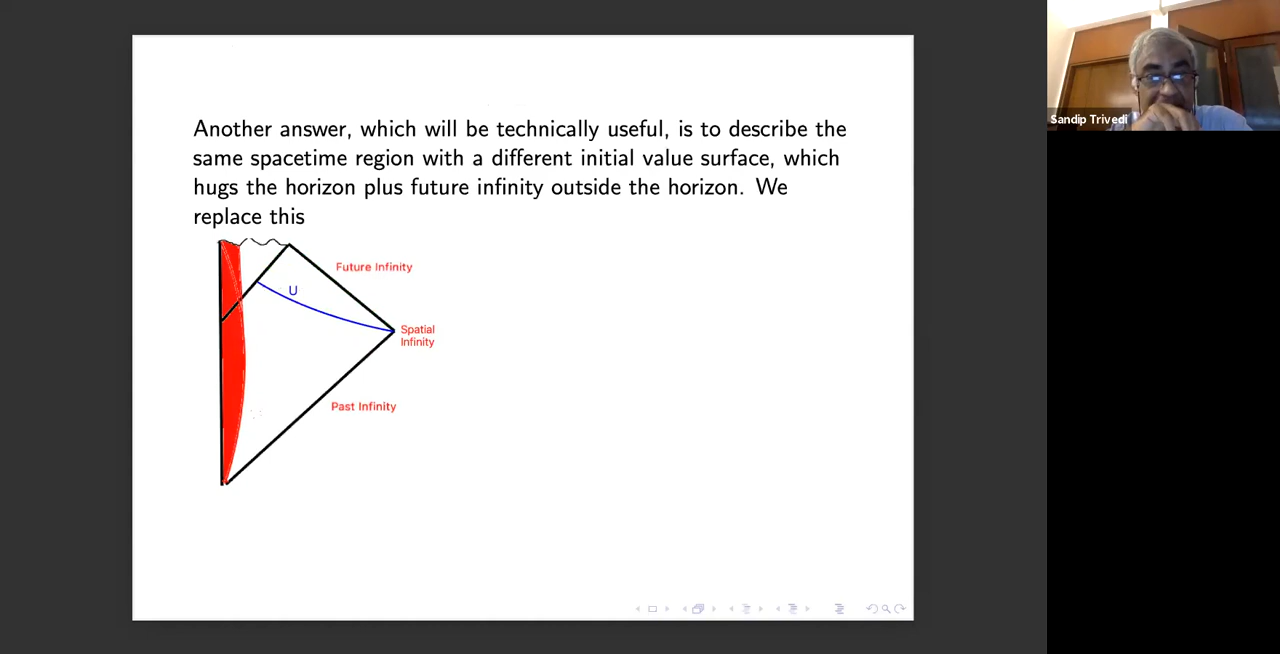 Another answer, which will be technically useful, is to describe the
same spacetime region with a different initial value surface, which
hugs the horizon plus future infinity outside the horizon. We
replace this
Future Infinity
U
Spatial
Infinity
Past Infinity
Sandip Trivedi